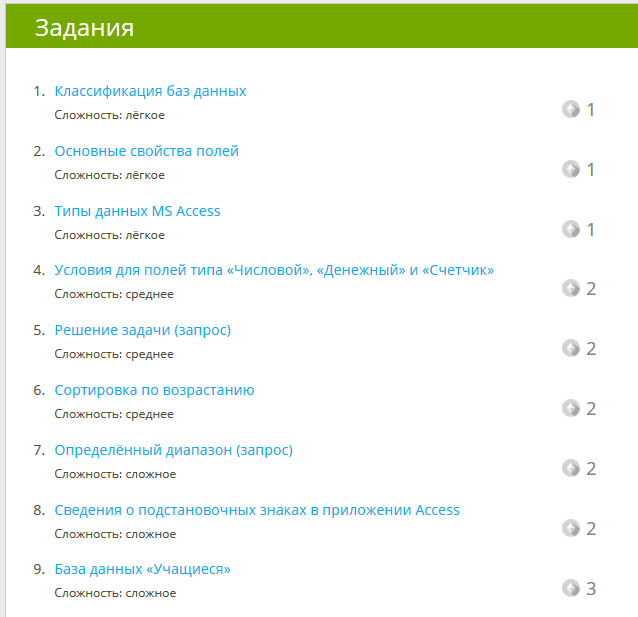 Задания
1. Классификация баз данных
Сложность: лёгкое
1
2. Основные свойства полей
Сложность: лёгкое
1
3. Типы данных MS Access
Сложность: лёгкое
1
4. Условия для полей типа «Числовой», «Денежный» и «Счетчик»
Сложность: среднее
2
5. Решение задачи (запрос)
Сложность: среднее
2
6. Сортировка по возрастанию
Сложность: среднее
2
7. Определённый диапазон (запрос)
Сложность: сложное
2
8. Сведения о подстановочных знаках в приложении Access
Сложность: сложное
2
9. База данных «Учащиеся»
Сложность: сложное
3